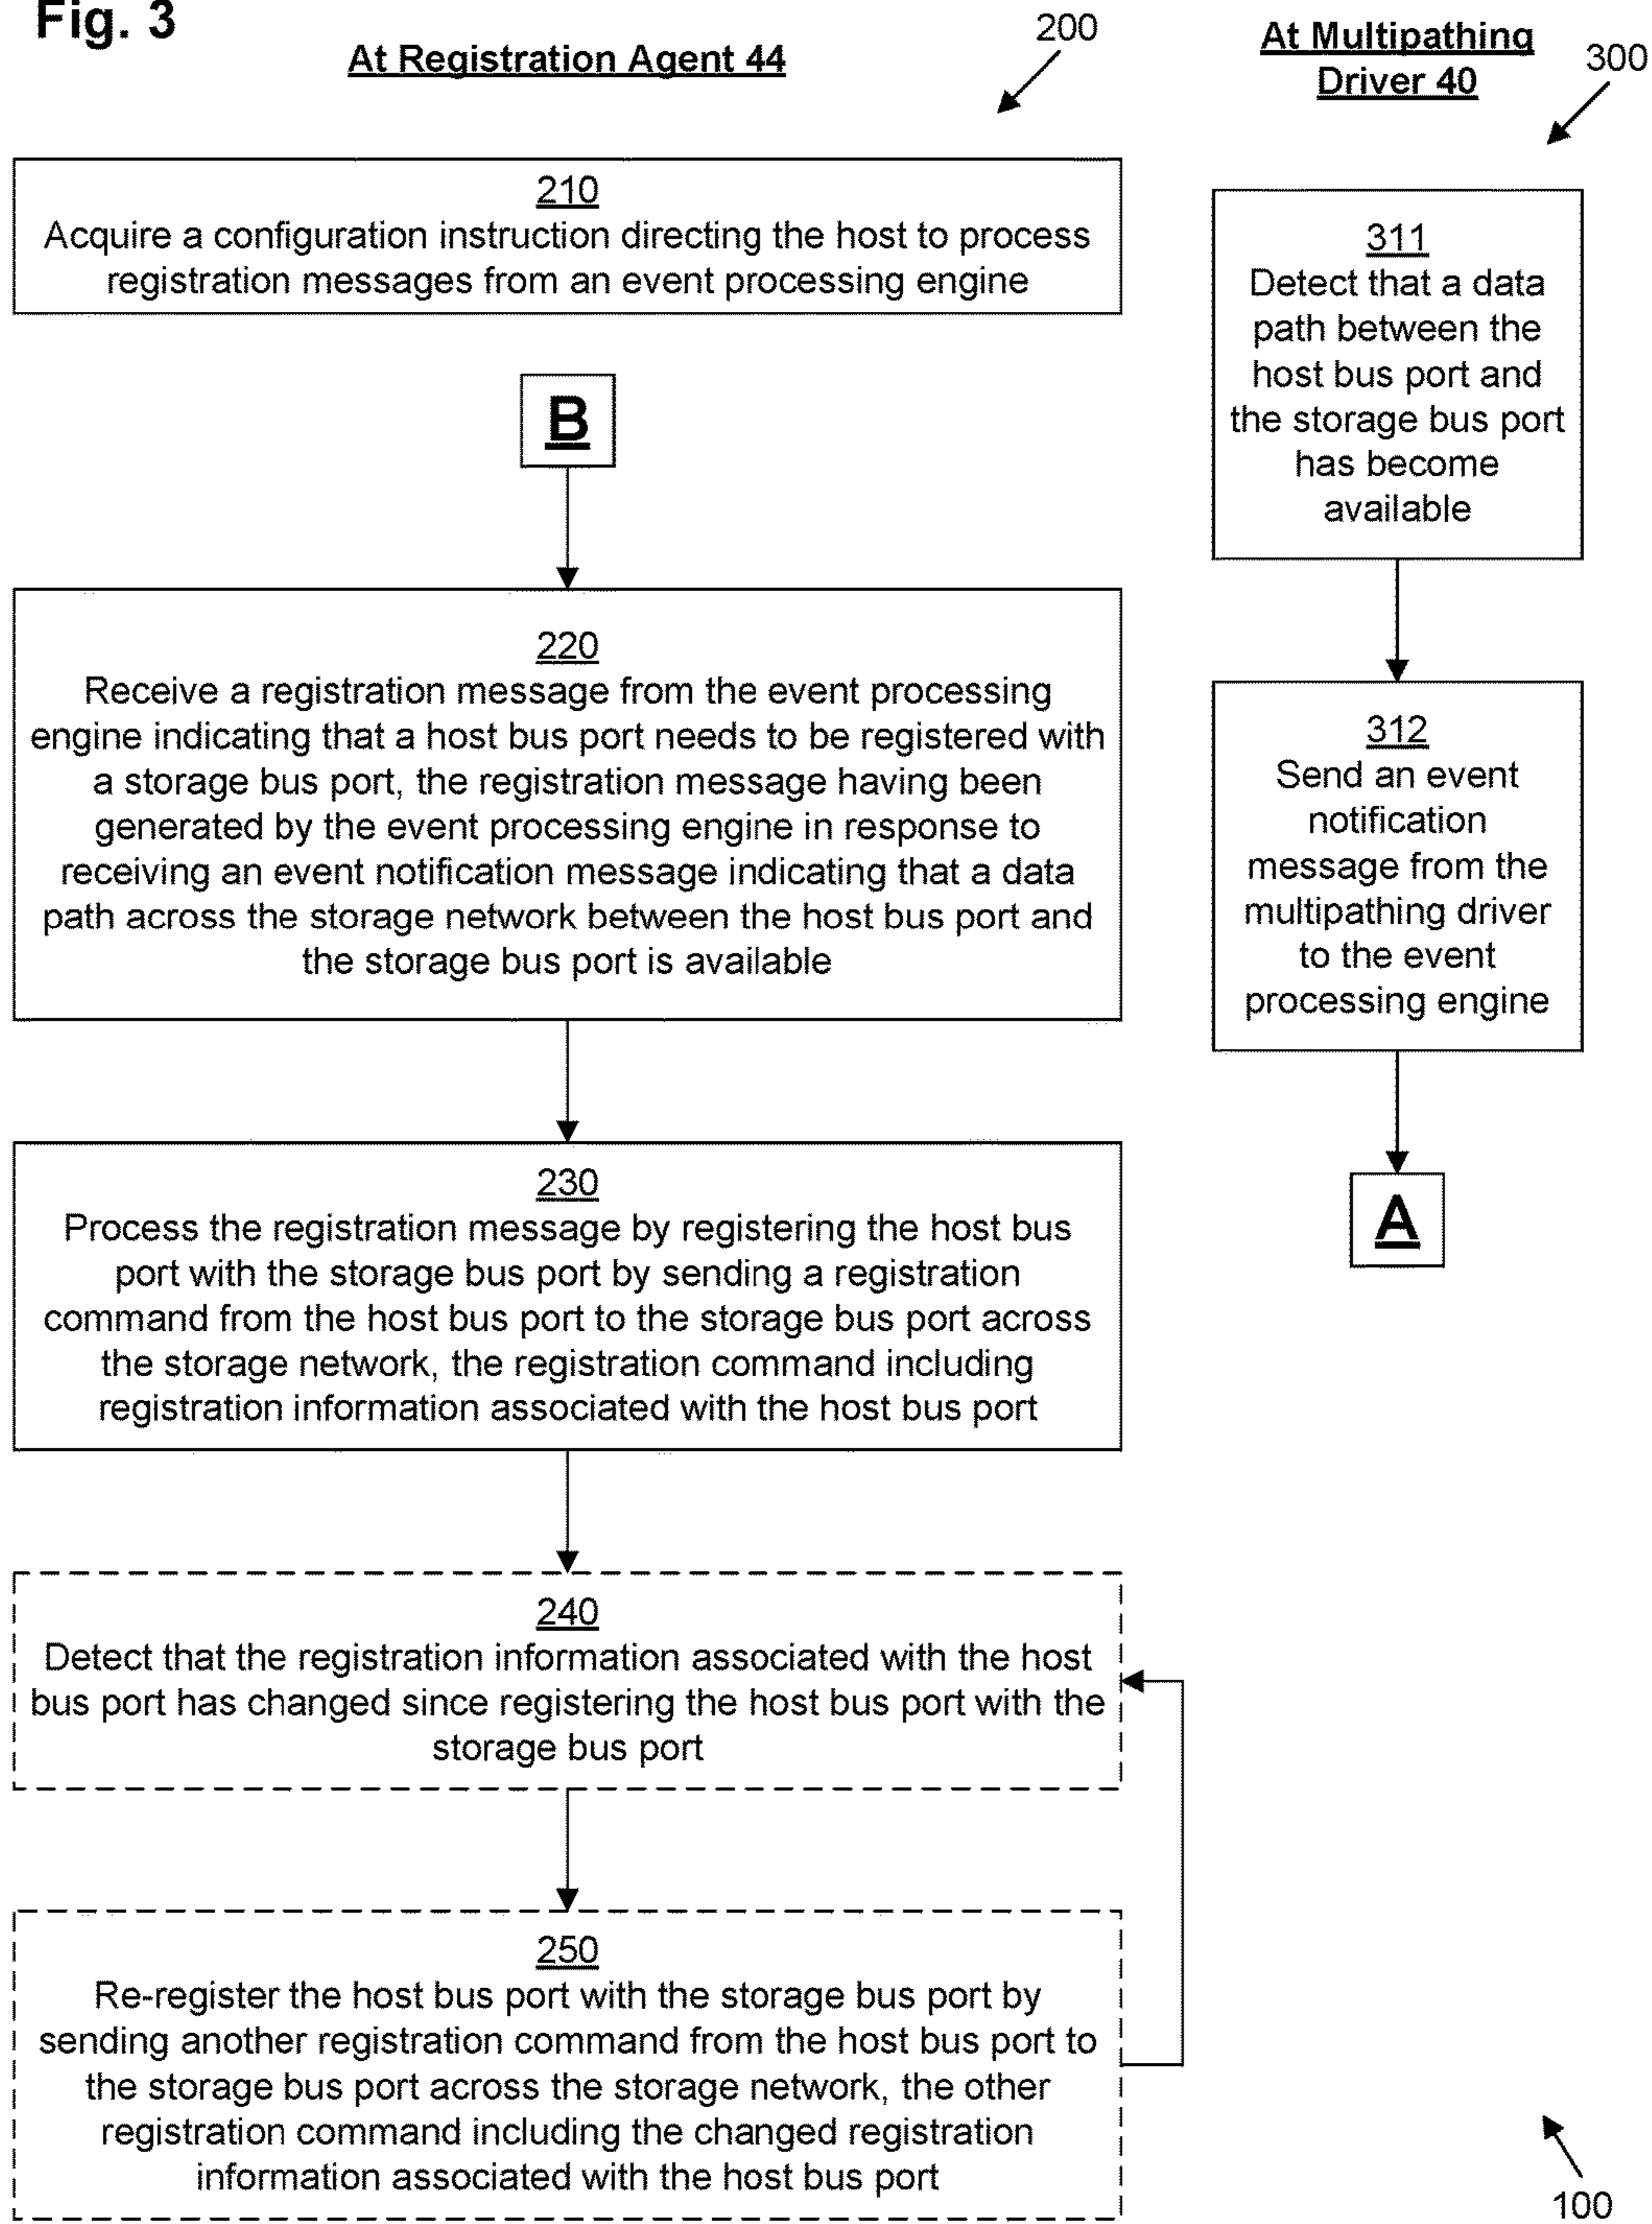 Fig. 3
At Registration Agent 44
200
At Multipathing
Driver 40
300
210
Acquire a configuration instruction directing the host to process
registration messages from an event processing engine
B
220
Receive a registration message from the event processing
engine indicating that a host bus port needs to be registered with
a storage bus port, the registration message having been
generated by the event processing engine in response to
receiving an event notification message indicating that a data
path across the storage network between the host bus port and
the storage bus port is available
230
Process the registration message by registering the host bus
port with the storage bus port by sending a registration
command from the host bus port to the storage bus port across
the storage network, the registration command including
registration information associated with the host bus port
240
Detect that the registration information associated with the host
bus port has changed since registering the host bus port with the
storage bus port
250
Re-register the host bus port with the storage bus port by
sending another registration command from the host bus port to
the storage bus port across the storage network, the other
registration command including the changed registration
information associated with the host bus port
311
Detect that a data
path between the
host bus port and
the storage bus port
has become
available
312
Send an event
notification
message from the
multipathing driver
to the event
processing engine
A
100